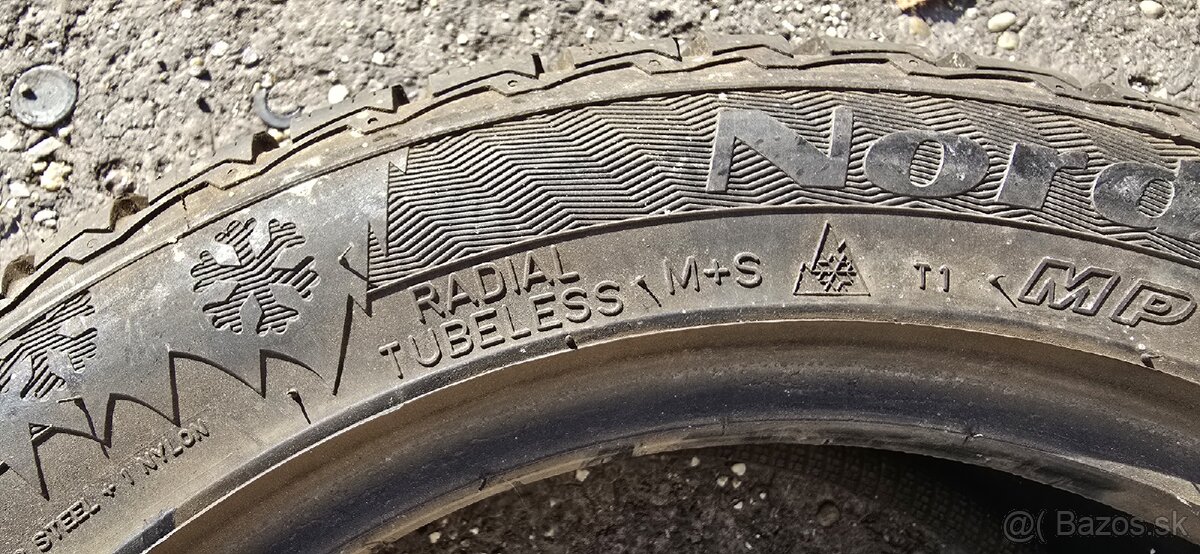 Nord
RADIAL
TUBELESS
M+S
T1
MP
STEEL + 1 NYLON
@( Bazos.sk